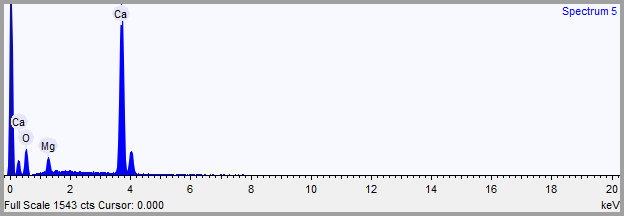 Spectrum 5
Ca
Ca
O
Mg
0 2 4 6 8 10 12 14 16 18 20
Full Scale 1543 cts Cursor: 0.000 keV